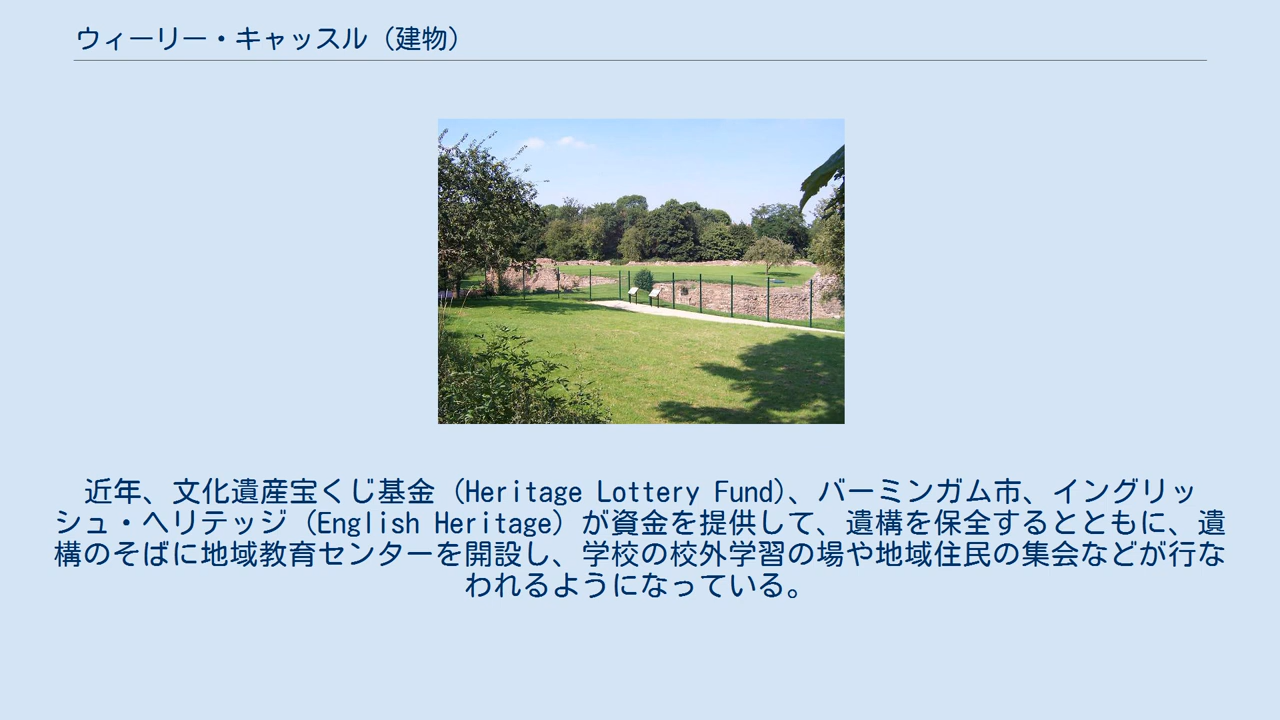 ウィーリー・キャッスル（建物）
近年、文化遺産宝くじ基金（Heritage Lottery Fund）、バーミンガム市、イングリッ
シュ・ヘリテッジ（English Heritage）が資金を提供して、遺構を保全するとともに、遺
構のそばに地域教育センターを開設し、学校の校外学習の場や地域住民の集会などが行な
われるようになっている。